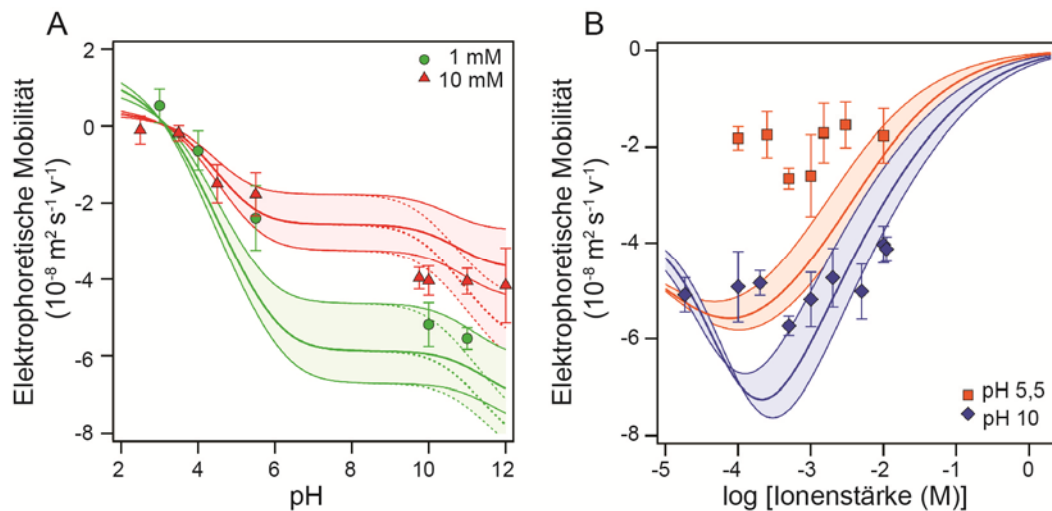 A
Elektrophoretische Mobilität
(10⁻⁸ m² s⁻¹ v⁻¹)
2
0
-2
-4
-6
-8
1 mM
10 mM
2
4
6
8
10
12
pH
B
Elektrophoretische Mobilität
(10⁻⁸ m² s⁻¹ v⁻¹)
0
-2
-4
-6
-8
pH 5,5
pH 10
-5
-4
-3
-2
-1
0
log [Ionenstärke (M)]